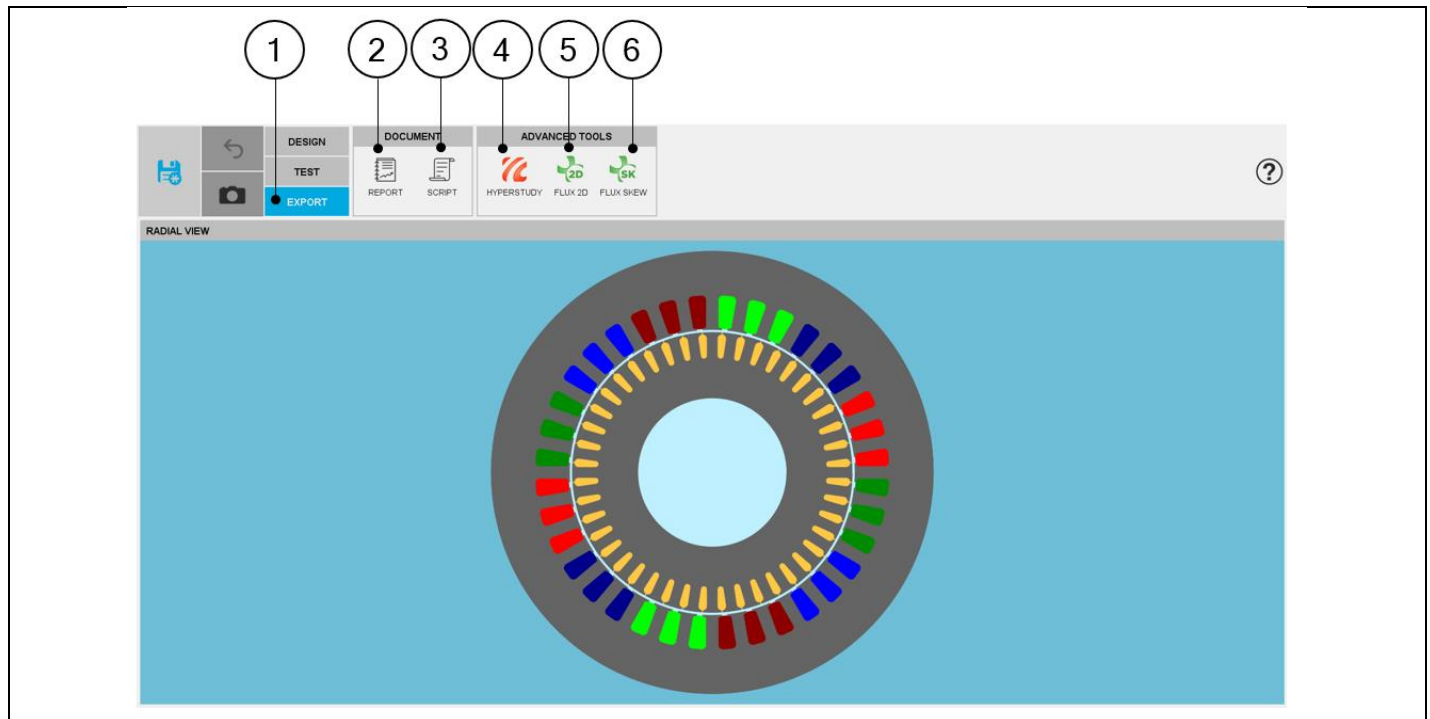 1 2 3 4 5 6
DESIGN DOCUMENT ADVANCED TOOLS
TEST
2D SK ?
REPORT SCRIPT HYPERSTUDY FLUX 2D FLUX SKEW
EXPORT
RADIAL VIEW